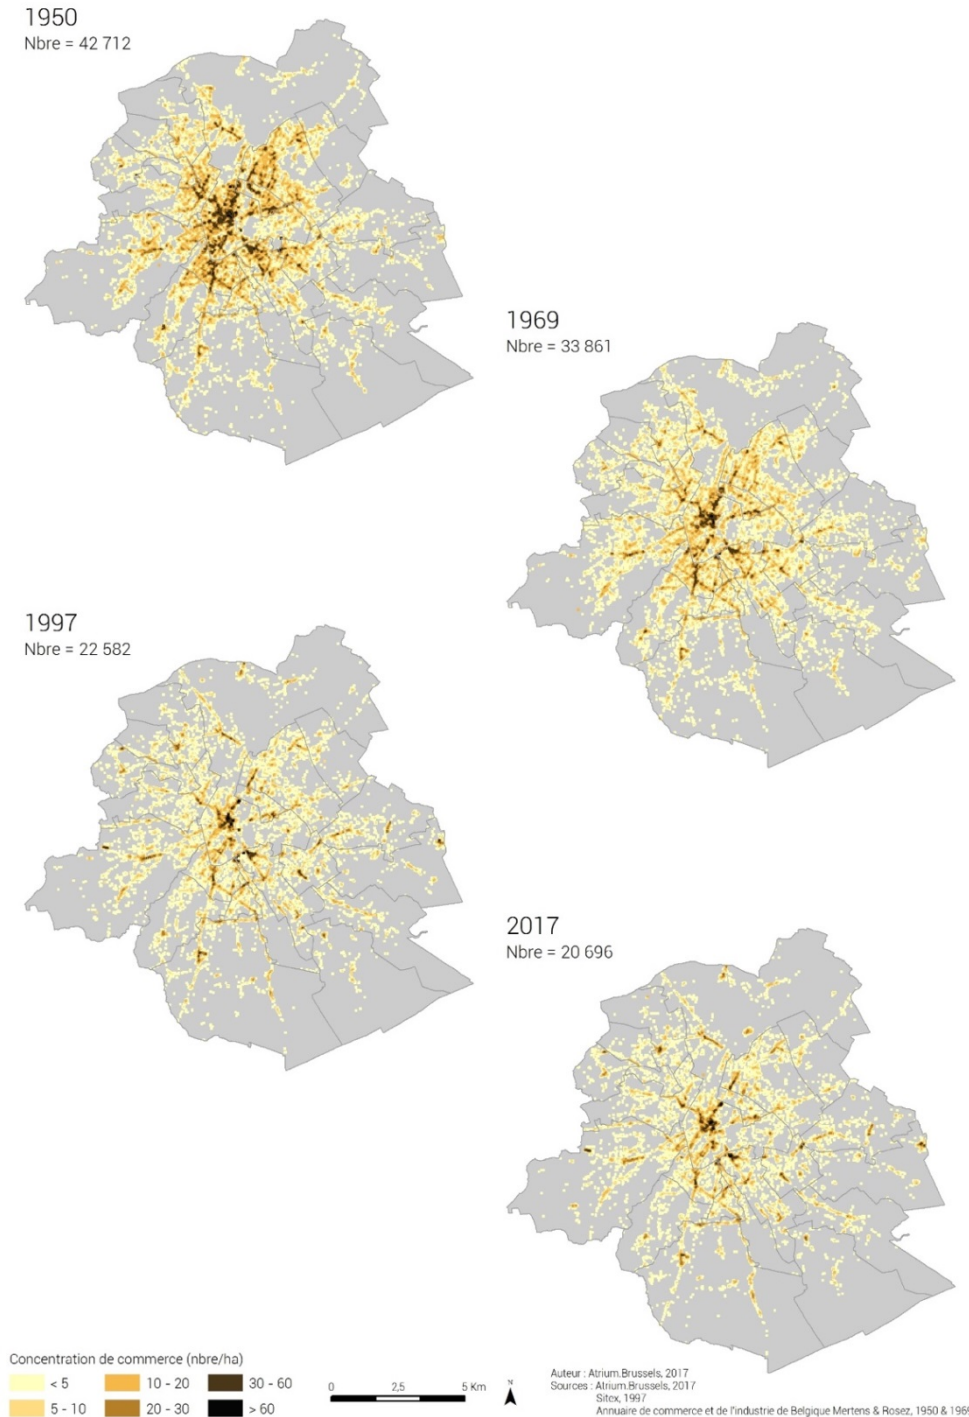 1950
Nbre = 42 712
1969
Nbre = 33 861
1997
Nbre = 22 582
2017
Nbre = 20 696
Concentration de commerce (nbre/ha)
< 5
10 - 20
30 - 60
5 - 10
20 - 30
> 60
0
2,5
5 Km
N
Auteur : Atrium.Brussels, 2017
Sources : Atrium.Brussels, 2017
Sitex, 1997
Annuaire de commerce et de l'industrie de Belgique Mertens & Rosez, 1950 & 1969